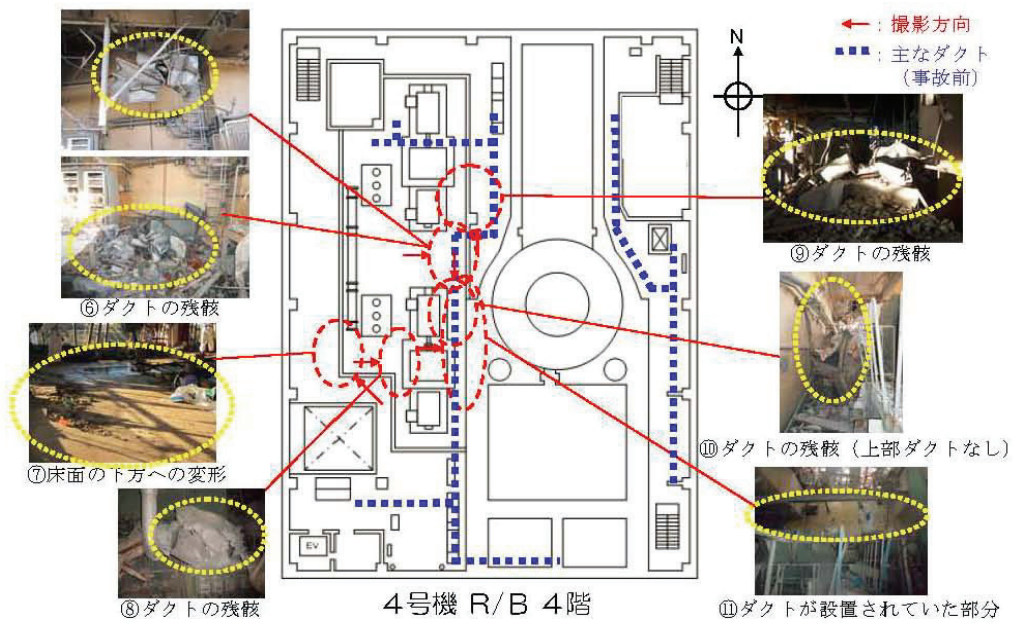 ：撮影方向
：主なダクト
（事故前）
N
⑥ダクトの残骸
⑨ダクトの残骸
⑦床面の下方への変形
⑩ダクトの残骸（上部ダクトなし）
EV
⑧ダクトの残骸
4号機 R/B 4階
⑪ダクトが設置されていた部分